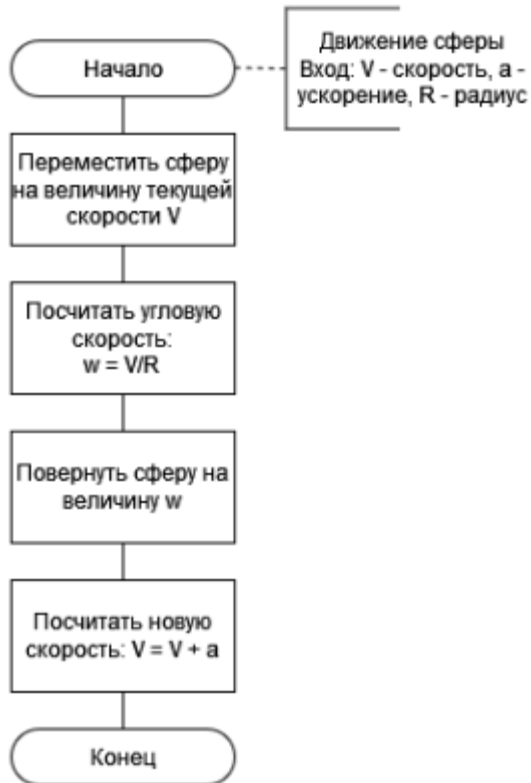 Начало
Движение сферы
Вход: V - скорость, a -
ускорение, R - радиус
Переместить сферу
на величину текущей
скорости V
Посчитать угловую
скорость:
w = V/R
Повернуть сферу на
величину w
Посчитать новую
скорость: V = V + a
Конец